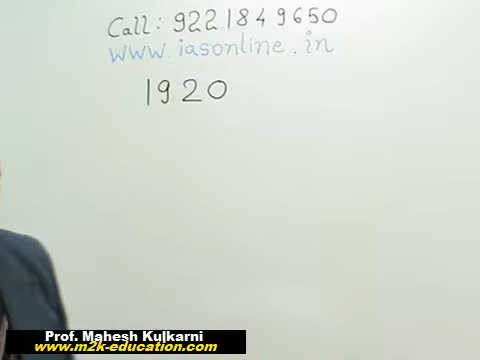 Call: 9221849650
www.iasonline.in
1920
Prof. Mahesh Kulkarni
www.m2k-education.com